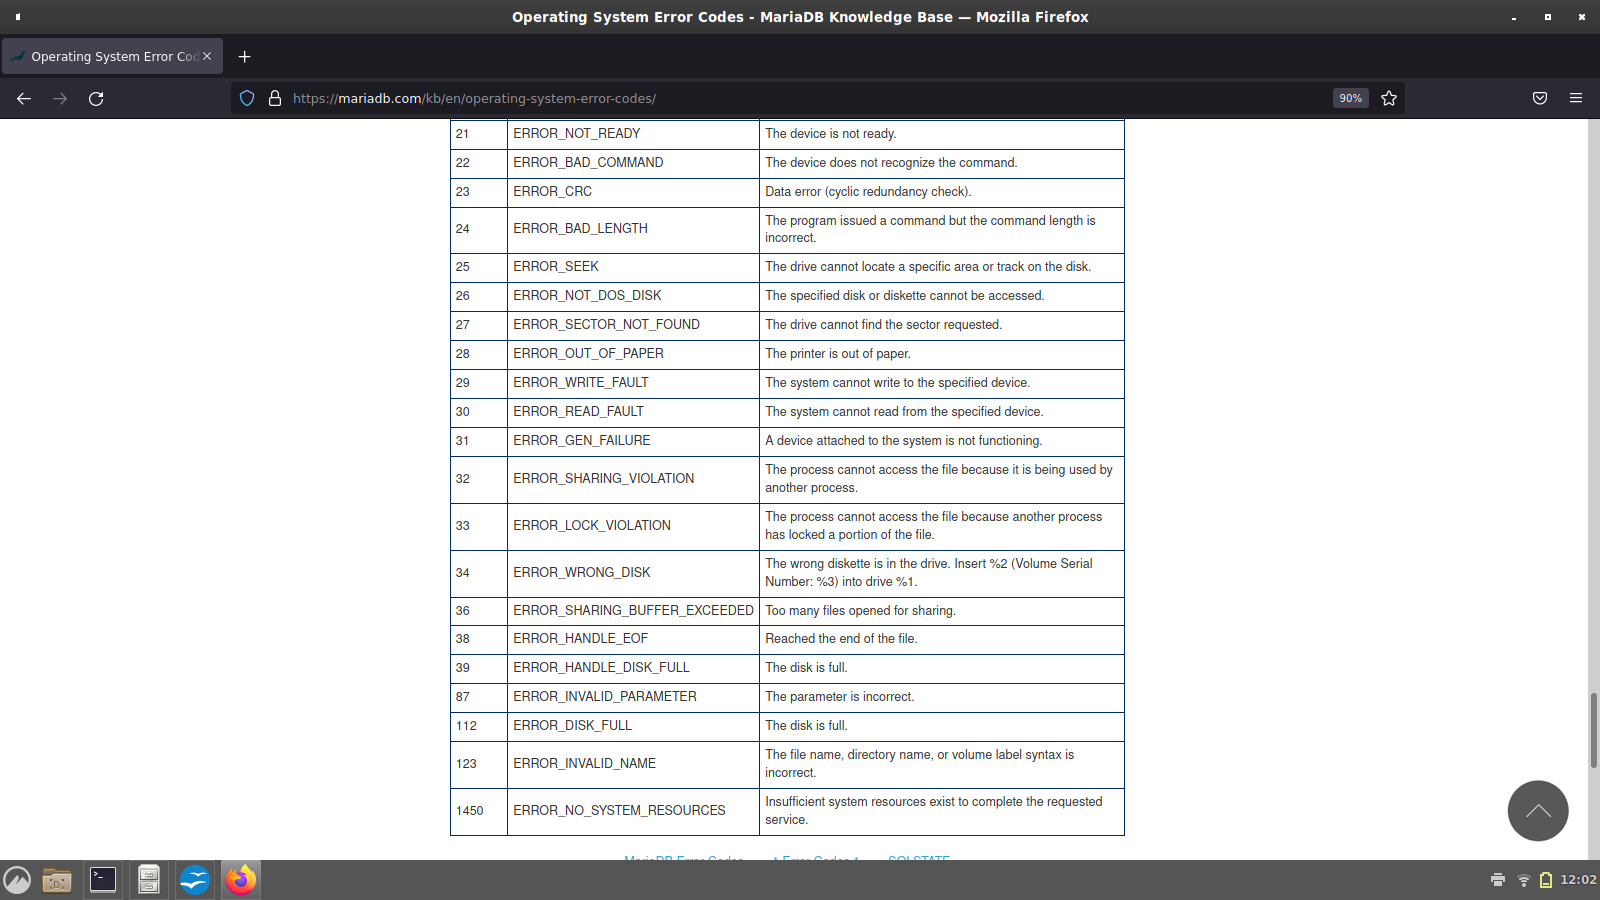 Operating System Error Codes - MariaDB Knowledge Base — Mozilla Firefox
Operating System Error Cod
https://mariadb.com/kb/en/operating-system-error-codes/
90%
21 ERROR_NOT_READY The device is not ready.
22 ERROR_BAD_COMMAND The device does not recognize the command.
23 ERROR_CRC Data error (cyclic redundancy check).
24 ERROR_BAD_LENGTH The program issued a command but the command length is
incorrect.
25 ERROR_SEEK The drive cannot locate a specific area or track on the disk.
26 ERROR_NOT_DOS_DISK The specified disk or diskette cannot be accessed.
27 ERROR_SECTOR_NOT_FOUND The drive cannot find the sector requested.
28 ERROR_OUT_OF_PAPER The printer is out of paper.
29 ERROR_WRITE_FAULT The system cannot write to the specified device.
30 ERROR_READ_FAULT The system cannot read from the specified device.
31 ERROR_GEN_FAILURE A device attached to the system is not functioning.
32 ERROR_SHARING_VIOLATION The process cannot access the file because it is being used by
another process.
33 ERROR_LOCK_VIOLATION The process cannot access the file because another process
has locked a portion of the file.
34 ERROR_WRONG_DISK The wrong diskette is in the drive. Insert %2 (Volume Serial
Number: %3) into drive %1.
36 ERROR_SHARING_BUFFER_EXCEEDED Too many files opened for sharing.
38 ERROR_HANDLE_EOF Reached the end of the file.
39 ERROR_HANDLE_DISK_FULL The disk is full.
87 ERROR_INVALID_PARAMETER The parameter is incorrect.
112 ERROR_DISK_FULL The disk is full.
123 ERROR_INVALID_NAME The file name, directory name, or volume label syntax is
incorrect.
1450 ERROR_NO_SYSTEM_RESOURCES Insufficient system resources exist to complete the requested
service.
MariaDB Error Codes ↑ Error Codes ↑ SQLSTATE
12:02